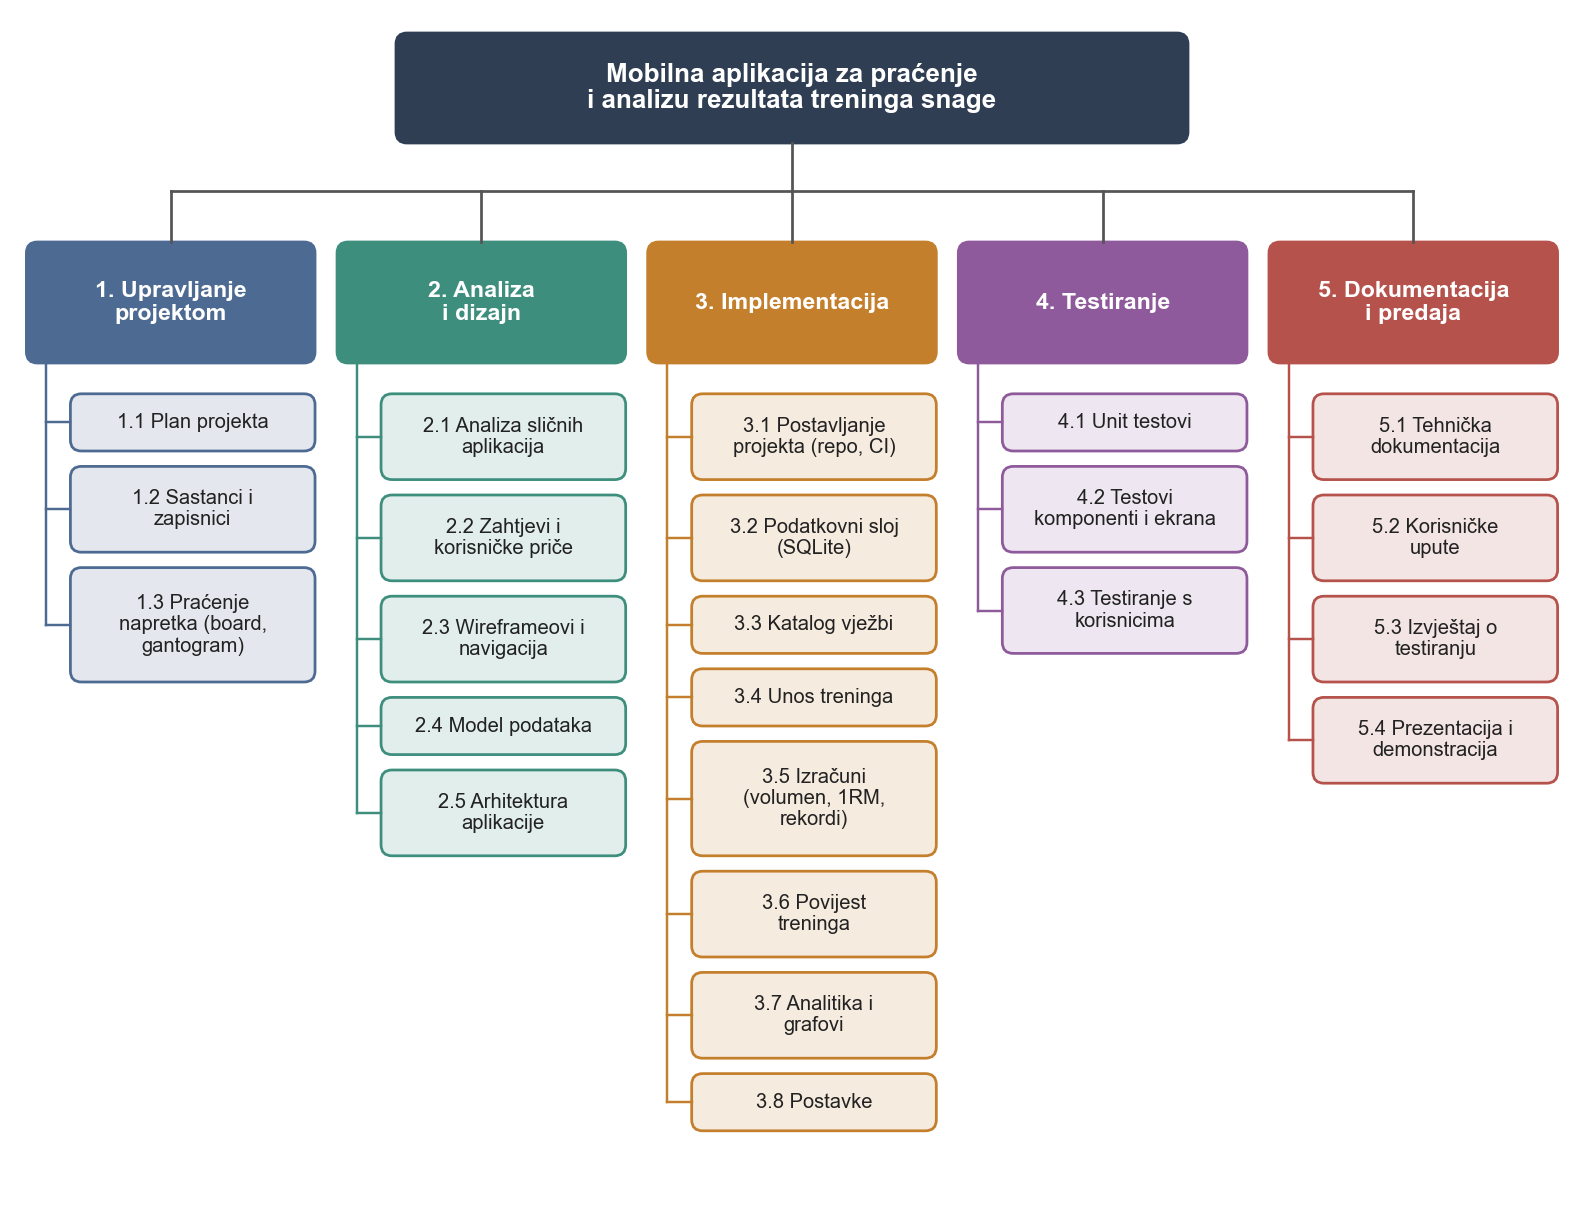 Mobilna aplikacija za praćenje
i analizu rezultata treninga snage
1. Upravljanje
projektom
1.1 Plan projekta
1.2 Sastanci i
zapisnici
1.3 Praćenje
napretka (board,
gantogram)
2. Analiza
i dizajn
2.1 Analiza sličnih
aplikacija
2.2 Zahtjevi i
korisničke priče
2.3 Wireframeovi i
navigacija
2.4 Model podataka
2.5 Arhitektura
aplikacije
3. Implementacija
3.1 Postavljanje
projekta (repo, CI)
3.2 Podatkovni sloj
(SQLite)
3.3 Katalog vježbi
3.4 Unos treninga
3.5 Izračuni
(volumen, 1RM,
rekordi)
3.6 Povijest
treninga
3.7 Analitika i
grafovi
3.8 Postavke
4. Testiranje
4.1 Unit testovi
4.2 Testovi
komponenti i ekrana
4.3 Testiranje s
korisnicima
5. Dokumentacija
i predaja
5.1 Tehnička
dokumentacija
5.2 Korisničke
upute
5.3 Izvještaj o
testiranju
5.4 Prezentacija i
demonstracija